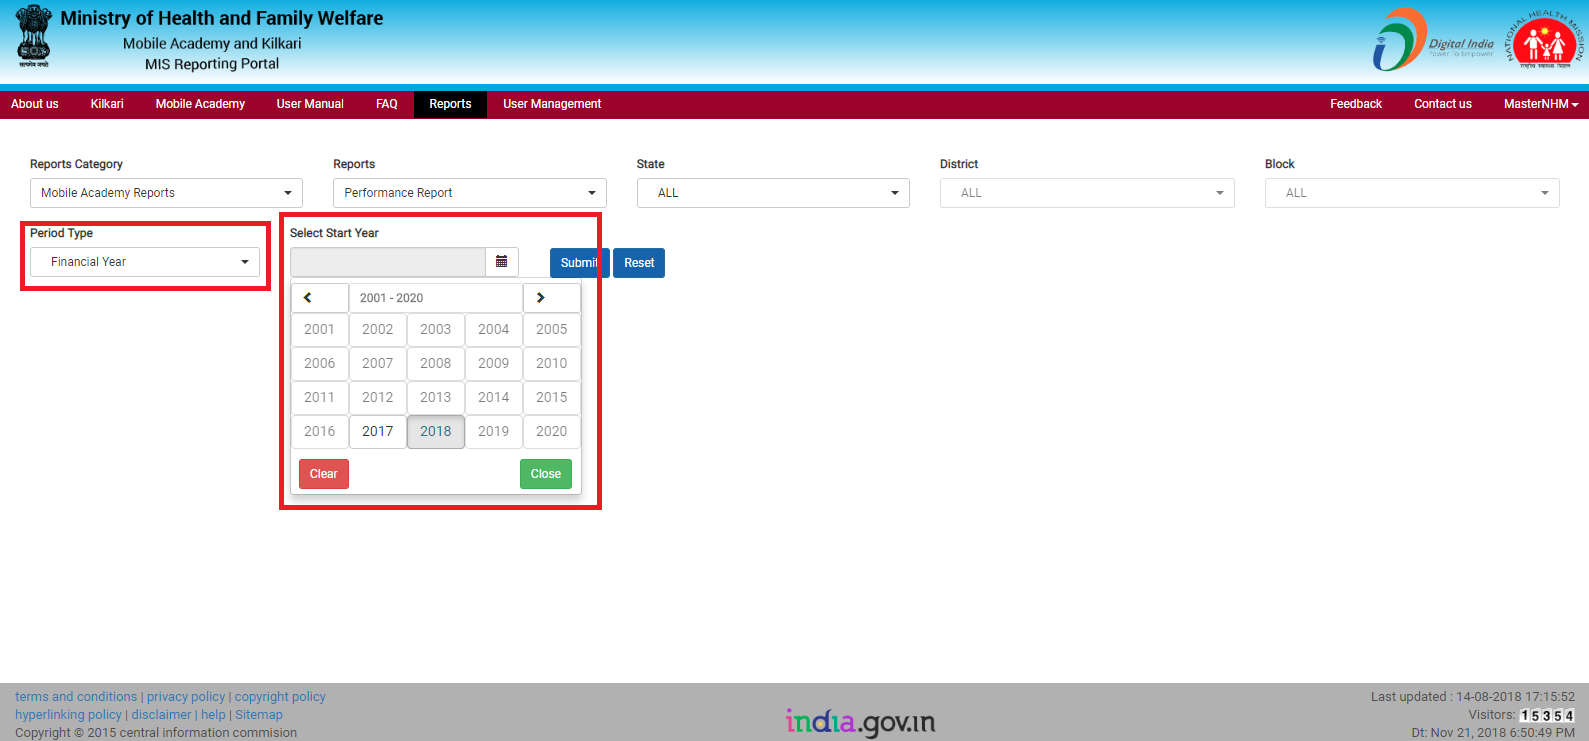 Ministry of Health and Family Welfare
Mobile Academy and Kilkari
MIS Reporting Portal
सत्यमेव जयते
Digital India
Power To Empower
NATIONAL HEALTH MISSION
राष्ट्रीय स्वास्थ्य मिशन
About us Kilkari Mobile Academy User Manual FAQ Reports User Management Feedback Contact us MasterNHM
Reports Category Reports State District Block
Mobile Academy Reports Performance Report ALL ALL ALL
Period Type Select Start Year
Financial Year Submit Reset
2001 - 2020
2001 2002 2003 2004 2005
2006 2007 2008 2009 2010
2011 2012 2013 2014 2015
2016 2017 2018 2019 2020
Clear Close
terms and conditions | privacy policy | copyright policy
hyperlinking policy | disclaimer | help | Sitemap
Copyright © 2015 central information commision
india.gov.in
Last updated : 14-08-2018 17:15:52
Visitors: 15354
Dt: Nov 21, 2018 6:50:49 PM